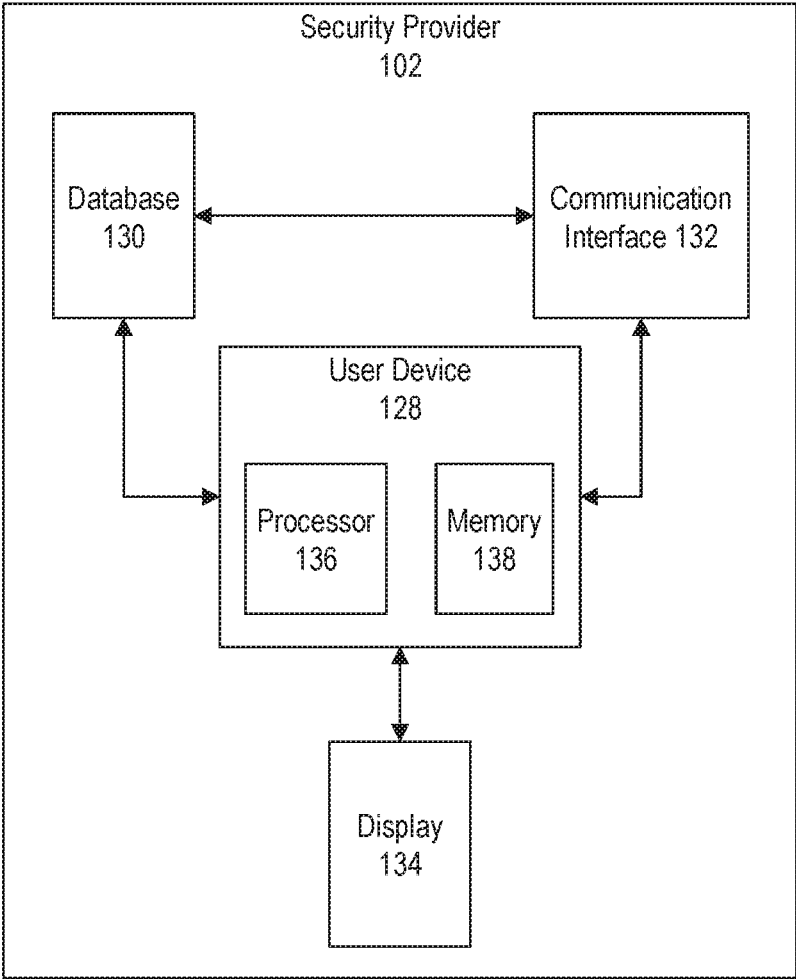 Security Provider
102
Database
130
Communication
Interface 132
User Device
128
Processor
136
Memory
138
Display
134